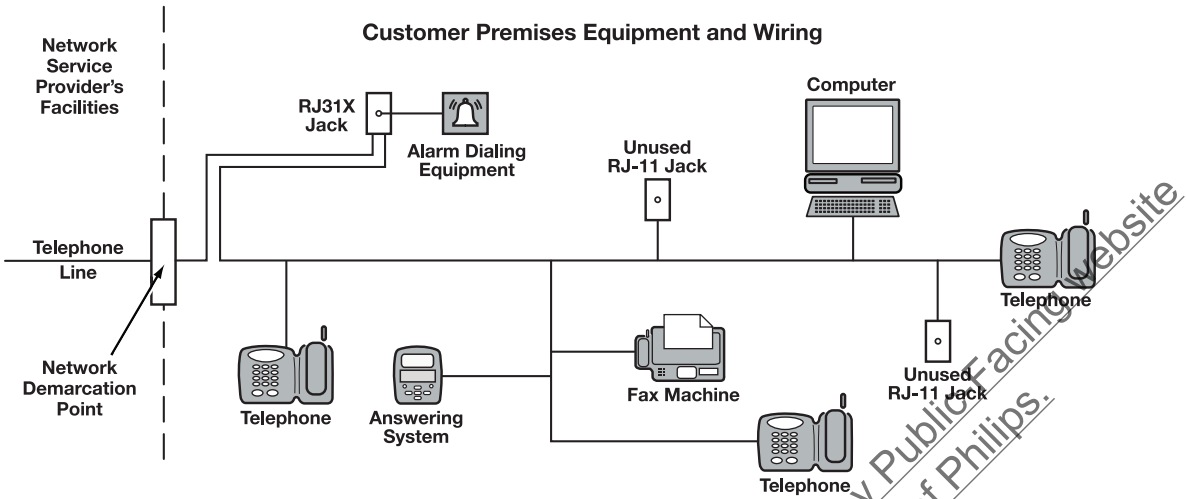 Customer Premises Equipment and Wiring
Network
Service
Provider's
Facilities
RJ31X
Jack
Alarm Dialing
Equipment
Unused
RJ-11 Jack
Computer
Telephone
Line
Telephone
Network
Demarcation
Point
Telephone
Answering
System
Fax Machine
Unused
RJ-11 Jack
Telephone
Public-Facing website
of Philips.